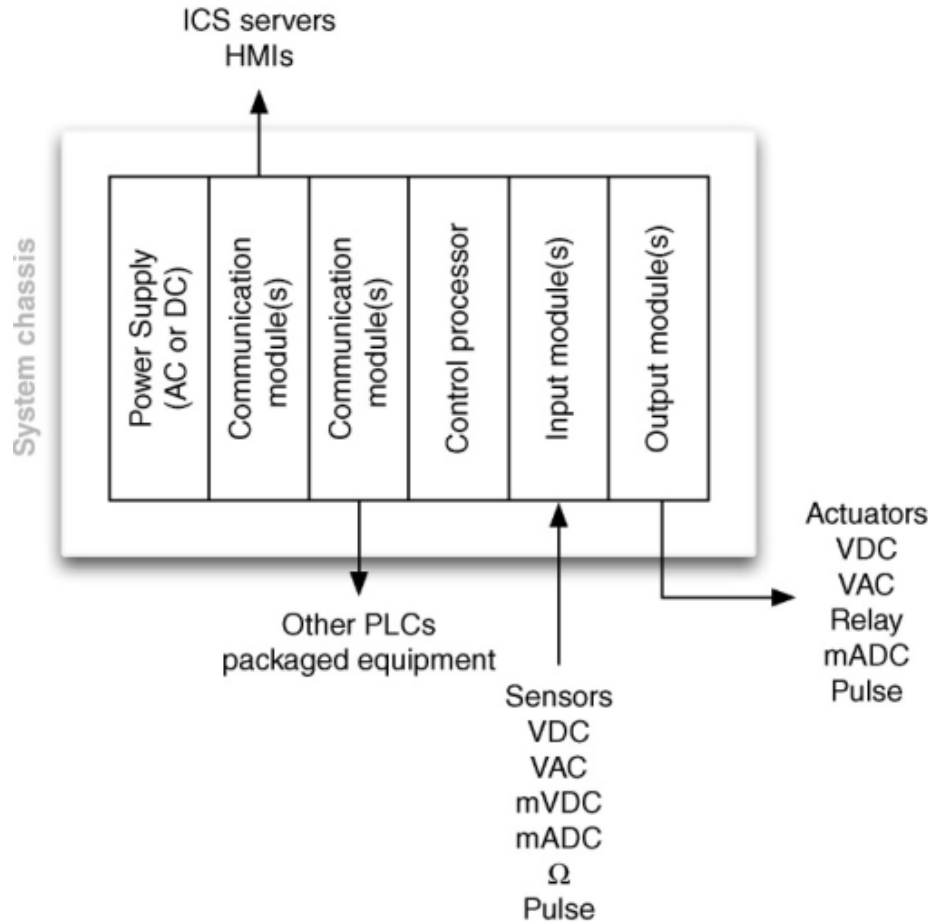 ICS servers
HMIs
System chassis
Power Supply
(AC or DC)
Communication
module(s)
Communication
module(s)
Control processor
Input module(s)
Output module(s)
Other PLCs
packaged equipment
Sensors
VDC
VAC
mVDC
mADC
Ω
Pulse
Actuators
VDC
VAC
Relay
mADC
Pulse